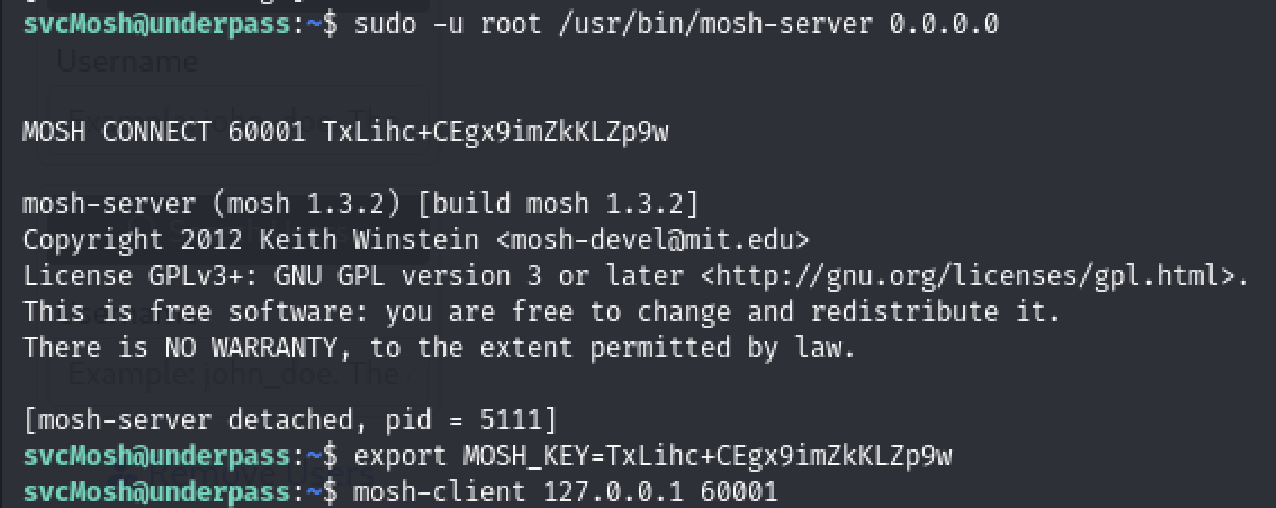 svcMosh@underpass:~$ sudo -u root /usr/bin/mosh-server 0.0.0.0
Username
MOSH CONNECT 60001 TxLihc+CEgx9imZkKLZp9w
mosh-server (mosh 1.3.2) [build mosh 1.3.2]
Copyright 2012 Keith Winstein <mosh-devel@mit.edu>
License GPLv3+: GNU GPL version 3 or later <http://gnu.org/licenses/gpl.html>.
This is free software: you are free to change and redistribute it.
There is NO WARRANTY, to the extent permitted by law.
Example: john_doe. The
[mosh-server detached, pid = 5111]
svcMosh@underpass:~$ export MOSH_KEY=TxLihc+CEgx9imZkKLZp9w
svcMosh@underpass:~$ mosh-client 127.0.0.1 60001